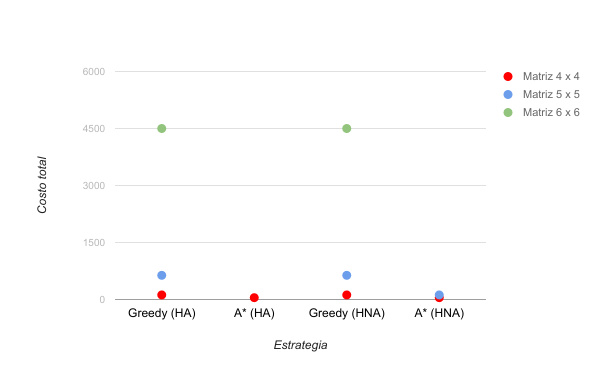 6000
4500
3000
1500
0
Costo total
Greedy (HA)
A* (HA)
Greedy (HNA)
A* (HNA)
Estrategia
Matriz 4 x 4
Matriz 5 x 5
Matriz 6 x 6